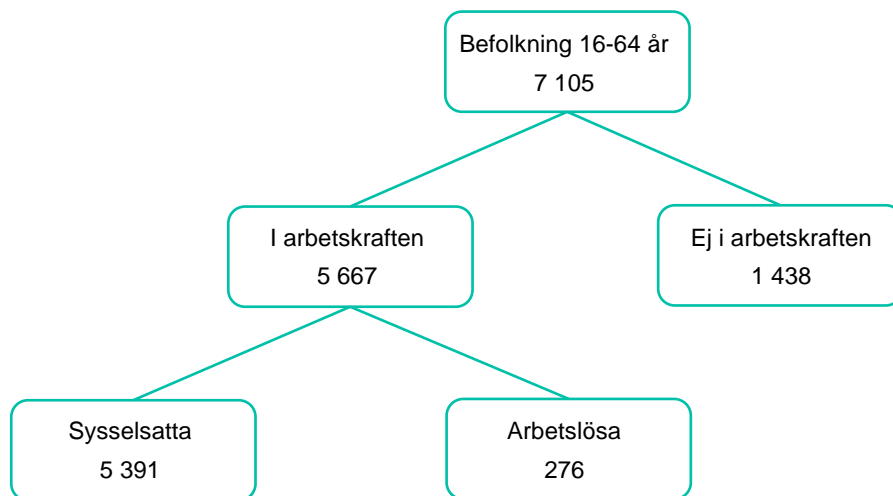 Befolkning 16-64 år
7 105
I arbetskraften
5 667
Ej i arbetskraften
1 438
Sysselsatta
5 391
Arbetslösa
276